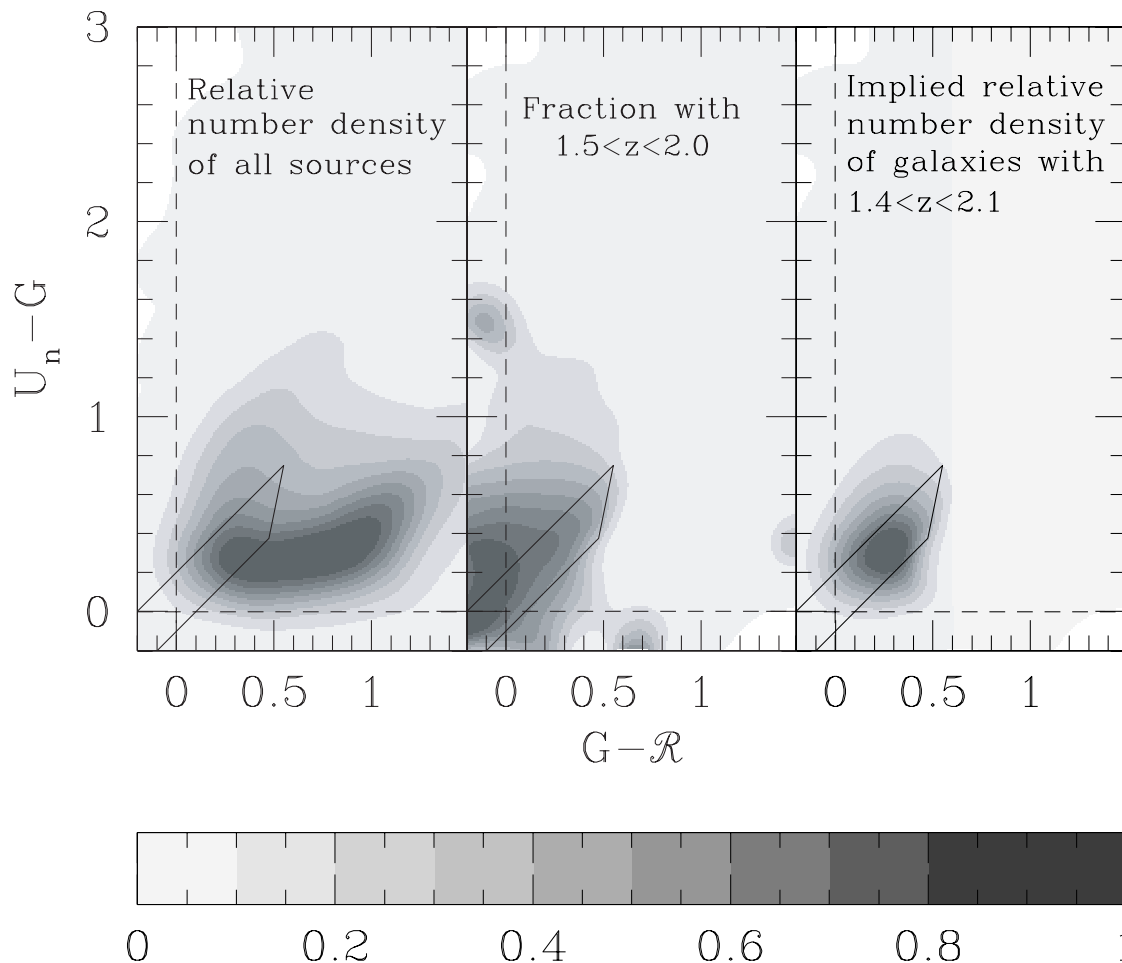 3
2
1
0
Uₙ−G
Relative
number density
of all sources
Fraction with
1.5<z<2.0
Implied relative
number density
of galaxies with
1.4<z<2.1
0 0.5 1
0 0.5 1
0 0.5 1
G−ℛ
0 0.2 0.4 0.6 0.8